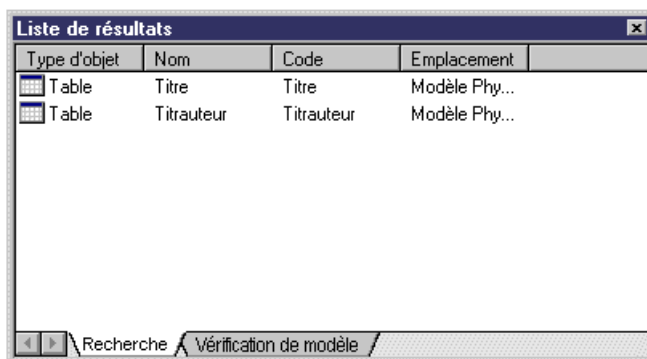 Liste de résultats
Type d'objet Nom Code Emplacement
Table Titre Titre Modèle Phy...
Table Titrauteur Titrauteur Modèle Phy...
Recherche Vérification de modèle